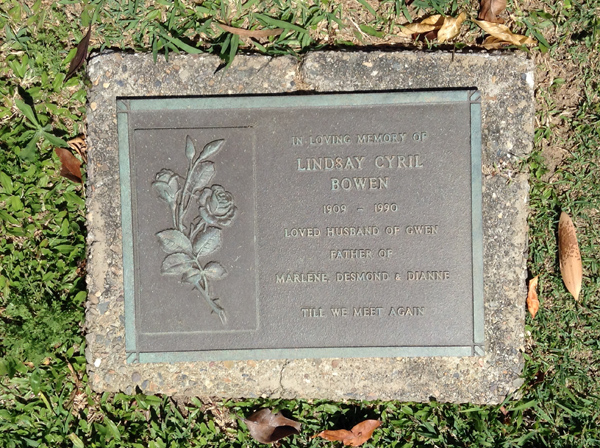 IN LOVING MEMORY OF
LINDSAY CYRIL
BOWEN
1909 - 1990
LOVED HUSBAND OF GWEN
FATHER OF
MARLENE, DESMOND & DIANNE
TILL WE MEET AGAIN